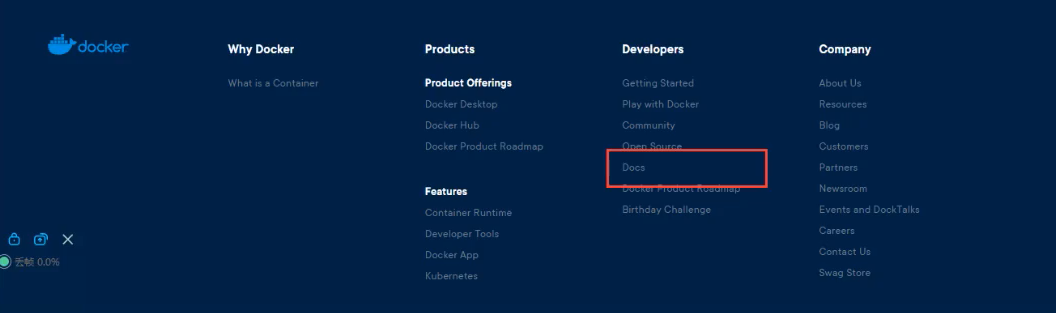 docker
Why Docker
What is a Container
Products
Product Offerings
Docker Desktop
Docker Hub
Docker Product Roadmap
Features
Container Runtime
Developer Tools
Docker App
Kubernetes
Developers
Getting Started
Play with Docker
Community
Open Source
Docs
Docker Product Roadmap
Birthday Challenge
Company
About Us
Resources
Blog
Customers
Partners
Newsroom
Events and DockTalks
Careers
Contact Us
Swag Store
丢帧 0.0%